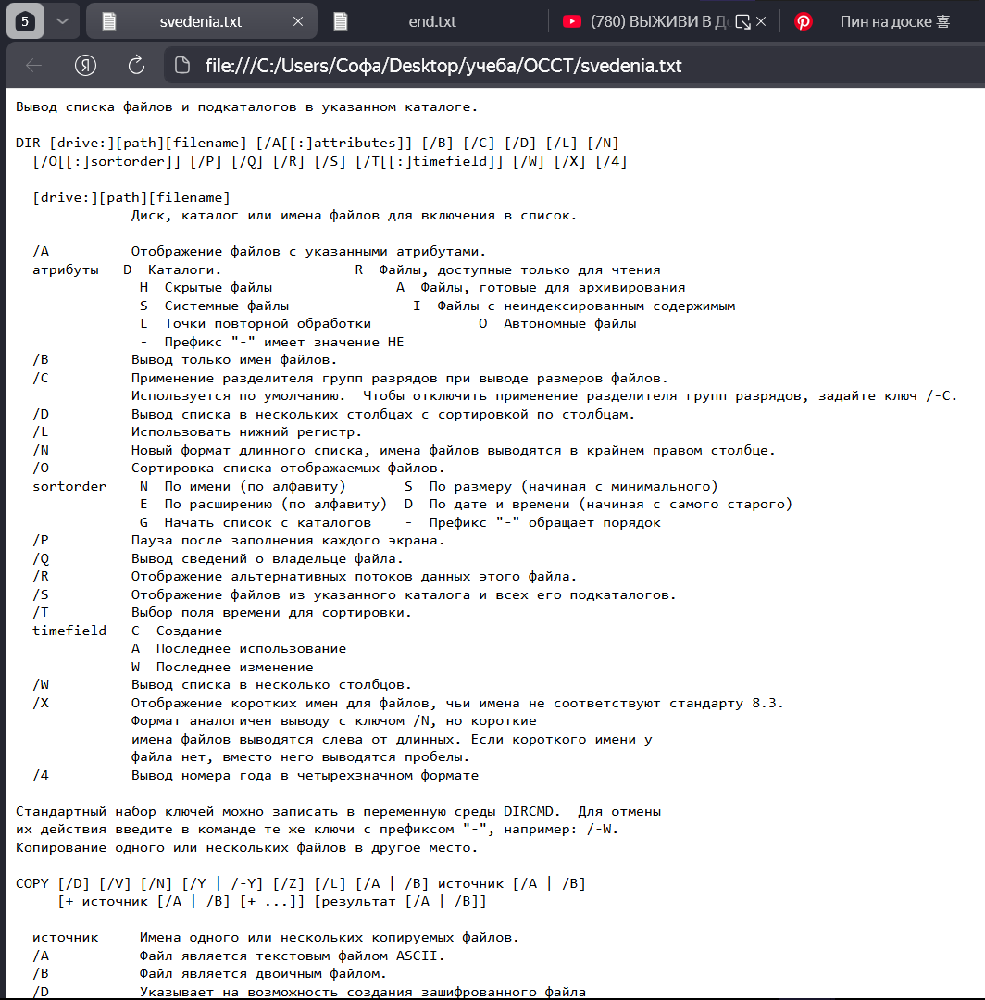 5
svedenia.txt
end.txt
(780) ВЫЖИВИ В Д
Пин на доске 喜
file:///C:/Users/Софа/Desktop/учеба/ОССТ/svedenia.txt
Вывод списка файлов и подкаталогов в указанном каталоге.
DIR [drive:][path][filename] [/A[[:]attributes]] [/B] [/C] [/D] [/L] [/N]
[/O[[:]sortorder]] [/P] [/Q] [/R] [/S] [/T[[:]timefield]] [/W] [/X] [/4]
[drive:][path][filename]
Диск, каталог или имена файлов для включения в список.
/A Отображение файлов с указанными атрибутами.
атрибуты D Каталоги. R Файлы, доступные только для чтения
H Скрытые файлы A Файлы, готовые для архивирования
S Системные файлы I Файлы с неиндексированным содержимым
L Точки повторной обработки O Автономные файлы
- Префикс "-" имеет значение НЕ
/B Вывод только имен файлов.
/C Применение разделителя групп разрядов при выводе размеров файлов.
Используется по умолчанию. Чтобы отключить применение разделителя групп разрядов, задайте ключ /-C.
/D Вывод списка в нескольких столбцах с сортировкой по столбцам.
/L Использовать нижний регистр.
/N Новый формат длинного списка, имена файлов выводятся в крайнем правом столбце.
/O Сортировка списка отображаемых файлов.
sortorder N По имени (по алфавиту) S По размеру (начиная с минимального)
E По расширению (по алфавиту) D По дате и времени (начиная с самого старого)
G Начать список с каталогов - Префикс "-" обращает порядок
/P Пауза после заполнения каждого экрана.
/Q Вывод сведений о владельце файла.
/R Отображение альтернативных потоков данных этого файла.
/S Отображение файлов из указанного каталога и всех его подкаталогов.
/T Выбор поля времени для сортировки.
timefield C Создание
A Последнее использование
W Последнее изменение
/W Вывод списка в несколько столбцов.
/X Отображение коротких имен для файлов, чьи имена не соответствуют стандарту 8.3.
Формат аналогичен выводу с ключом /N, но короткие
имена файлов выводятся слева от длинных. Если короткого имени у
файла нет, вместо него выводятся пробелы.
/4 Вывод номера года в четырехзначном формате
Стандартный набор ключей можно записать в переменную среды DIRCMD. Для отмены
их действия введите в команде те же ключи с префиксом "-", например: /-W.
Копирование одного или нескольких файлов в другое место.
COPY [/D] [/V] [/N] [/Y | /-Y] [/Z] [/L] [/A | /B] источник [/A | /B]
[+ источник [/A | /B] [+ ...]] [результат [/A | /B]]
источник Имена одного или нескольких копируемых файлов.
/A Файл является текстовым файлом ASCII.
/B Файл является двоичным файлом.
/D Указывает на возможность создания зашифрованного файла